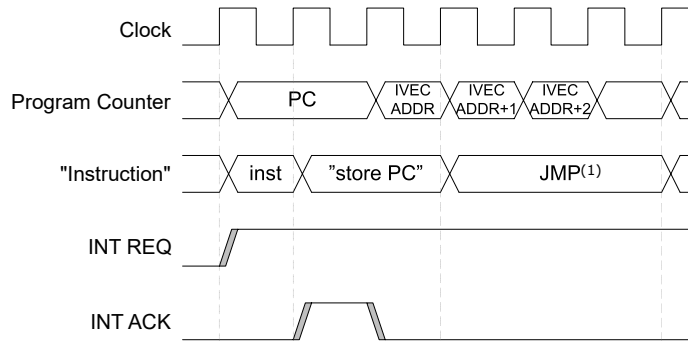 Clock
Program Counter
PC
IVEC
ADDR
IVEC
ADDR+1
IVEC
ADDR+2
"Instruction"
inst
"store PC"
JMP(1)
INT REQ
INT ACK